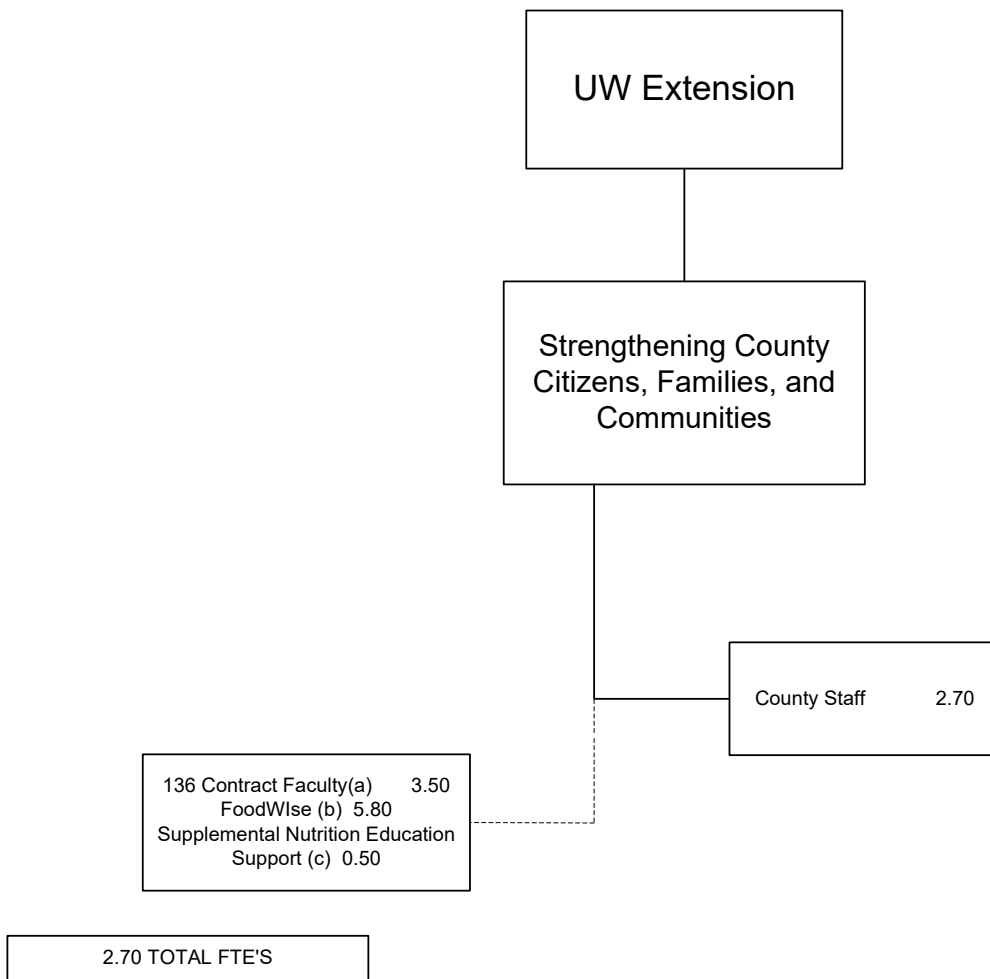 UW Extension
Strengthening County
Citizens, Families, and
Communities
County Staff 2.70
136 Contract Faculty(a) 3.50
FoodWIse (b) 5.80
Supplemental Nutrition Education
Support (c) 0.50
2.70 TOTAL FTE'S